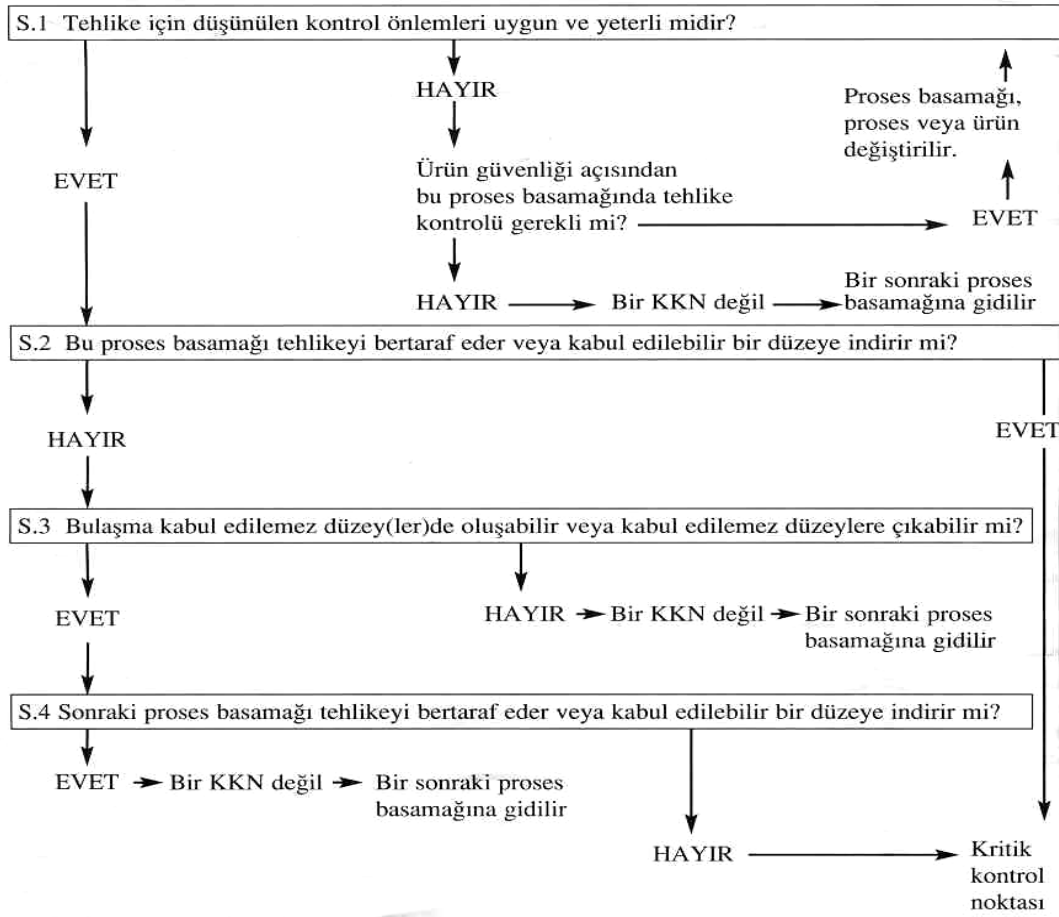 S.1 Tehlike için düşünülen kontrol önlemleri uygun ve yeterli midir?
HAYIR
Proses basamağı,
proses veya ürün
değiştirilir.
EVET
Ürün güvenliği açısından
bu proses basamağında tehlike
kontrolü gerekli mi?
EVET
HAYIR
Bir KKN değil
Bir sonraki proses
basamağına gidilir
S.2 Bu proses basamağı tehlikeyi bertaraf eder veya kabul edilebilir bir düzeye indirir mi?
HAYIR
EVET
S.3 Bulaşma kabul edilemez düzey(ler)de oluşabilir veya kabul edilemez düzeylere çıkabilir mi?
EVET
HAYIR
Bir KKN değil
Bir sonraki proses
basamağına gidilir
S.4 Sonraki proses basamağı tehlikeyi bertaraf eder veya kabul edilebilir bir düzeye indirir mi?
EVET
Bir KKN değil
Bir sonraki proses
basamağına gidilir
HAYIR
Kritik
kontrol
noktası